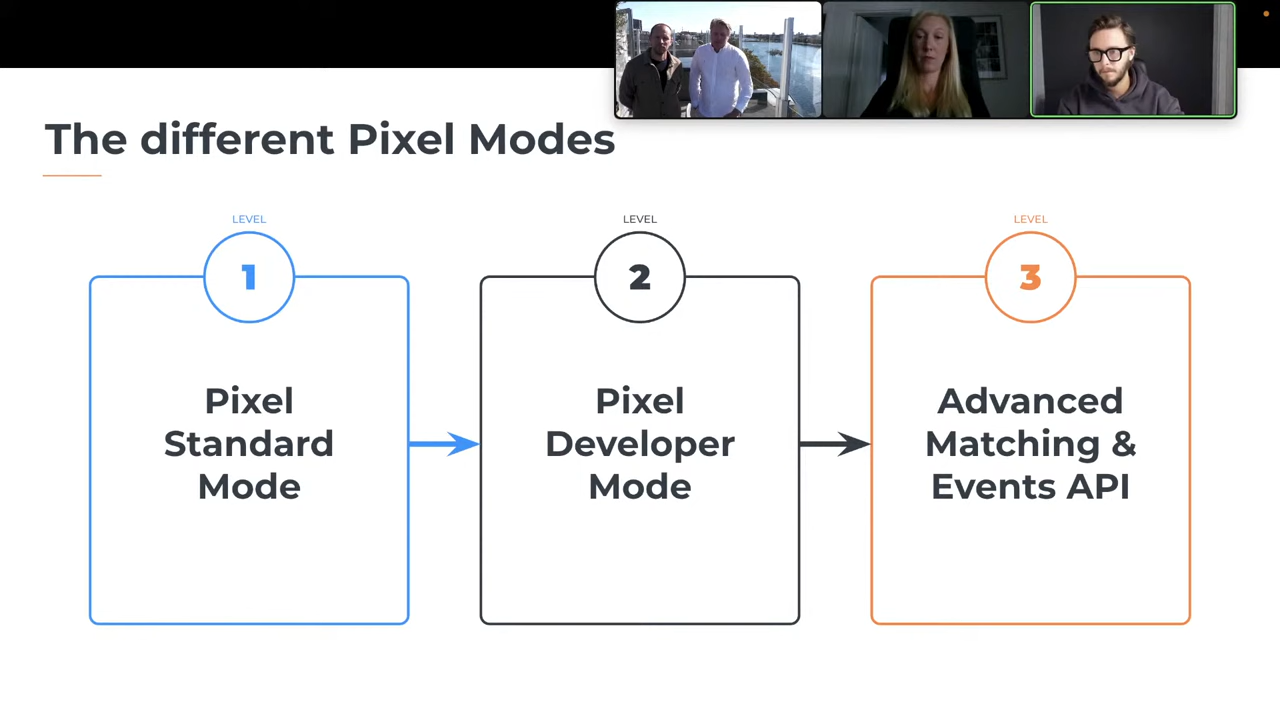 The different Pixel Modes
LEVEL
1
Pixel
Standard
Mode
LEVEL
2
Pixel
Developer
Mode
LEVEL
3
Advanced
Matching &
Events API